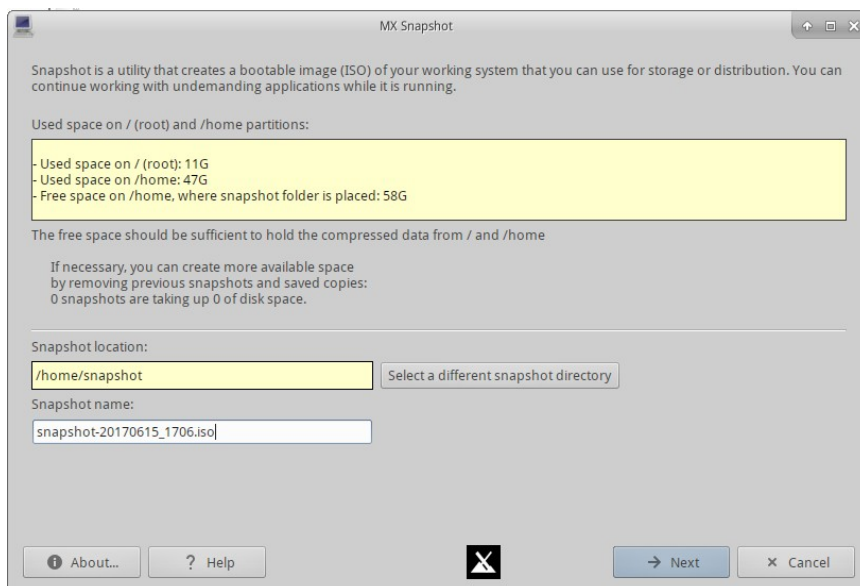 MX Snapshot
Snapshot is a utility that creates a bootable image (ISO) of your working system that you can use for storage or distribution. You can
continue working with undemanding applications while it is running.
Used space on / (root) and /home partitions:
- Used space on / (root): 11G
- Used space on /home: 47G
- Free space on /home, where snapshot folder is placed: 58G
The free space should be sufficient to hold the compressed data from / and /home
If necessary, you can create more available space
by removing previous snapshots and saved copies:
0 snapshots are taking up 0 of disk space.
Snapshot location:
/home/snapshot
Select a different snapshot directory
Snapshot name:
snapshot-20170615_1706.iso
About...
? Help
Next
Cancel